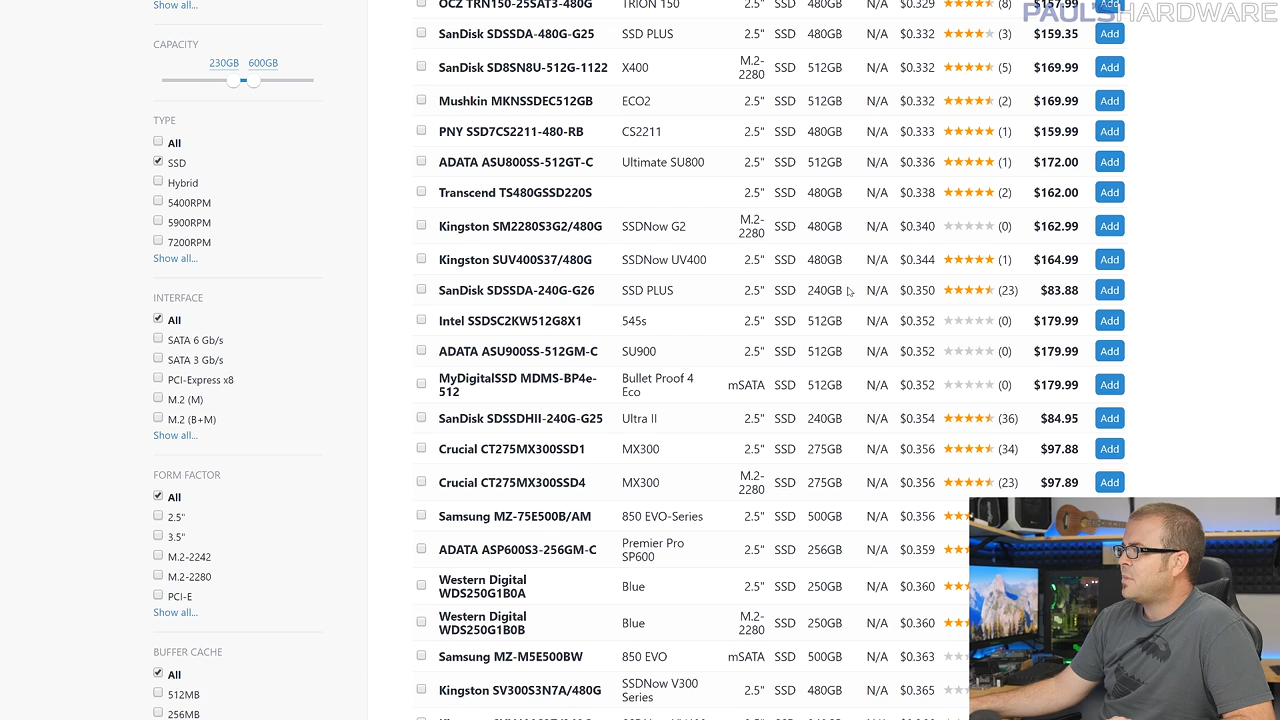 Show all...
CAPACITY
230GB 600GB
TYPE
All
SSD
Hybrid
5400RPM
5900RPM
7200RPM
Show all...
INTERFACE
All
SATA 6 Gb/s
SATA 3 Gb/s
PCI-Express x8
M.2 (M)
M.2 (B+M)
Show all...
FORM FACTOR
All
2.5"
3.5"
M.2-2242
M.2-2280
PCI-E
Show all...
BUFFER CACHE
All
512MB
256MB
PAULSHARDWARE
OCZ TRN150-25SAT3-480G TRION 150 2.5" SSD 480GB N/A $0.329 (8) $157.99 Add
SanDisk SDSSDA-480G-G25 SSD PLUS 2.5" SSD 480GB N/A $0.332 (3) $159.35 Add
SanDisk SD8SN8U-512G-1122 X400 M.2-
2280 SSD 512GB N/A $0.332 (5) $169.99 Add
Mushkin MKNSSDEC512GB ECO2 2.5" SSD 512GB N/A $0.332 (2) $169.99 Add
PNY SSD7CS2211-480-RB CS2211 2.5" SSD 480GB N/A $0.333 (1) $159.99 Add
ADATA ASU800SS-512GT-C Ultimate SU800 2.5" SSD 512GB N/A $0.336 (1) $172.00 Add
Transcend TS480GSSD220S 2.5" SSD 480GB N/A $0.338 (2) $162.00 Add
Kingston SM2280S3G2/480G SSDNow G2 M.2-
2280 SSD 480GB N/A $0.340 (0) $162.99 Add
Kingston SUV400S37/480G SSDNow UV400 2.5" SSD 480GB N/A $0.344 (1) $164.99 Add
SanDisk SDSSDA-240G-G26 SSD PLUS 2.5" SSD 240GB N/A $0.350 (23) $83.88 Add
Intel SSDSC2KW512G8X1 545s 2.5" SSD 512GB N/A $0.352 (0) $179.99 Add
ADATA ASU900SS-512GM-C SU900 2.5" SSD 512GB N/A $0.352 (0) $179.99 Add
MyDigitalSSD MDMS-BP4e- Bullet Proof 4
512 Eco mSATA SSD 512GB N/A $0.352 (0) $179.99 Add
SanDisk SDSSDHII-240G-G25 Ultra II 2.5" SSD 240GB N/A $0.354 (36) $84.95 Add
Crucial CT275MX300SSD1 MX300 2.5" SSD 275GB N/A $0.356 (34) $97.88 Add
Crucial CT275MX300SSD4 MX300 M.2-
2280 SSD 275GB N/A $0.356 (23) $97.89 Add
Samsung MZ-75E500B/AM 850 EVO-Series 2.5" SSD 500GB N/A $0.356
ADATA ASP600S3-256GM-C Premier Pro
SP600 2.5" SSD 256GB N/A $0.359
Western Digital
WDS250G1B0A Blue 2.5" SSD 250GB N/A $0.360
Western Digital
WDS250G1B0B Blue M.2-
2280 SSD 250GB N/A $0.360
Samsung MZ-M5E500BW 850 EVO mSATA SSD 500GB N/A $0.363
Kingston SV300S3N7A/480G SSDNow V300
Series 2.5" SSD 480GB N/A $0.365